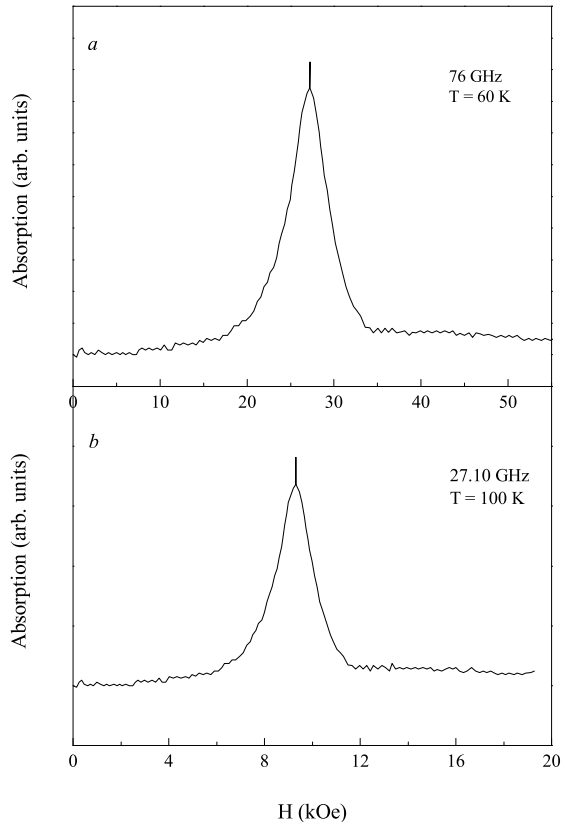 a
76 GHz
T = 60 K
Absorption (arb. units)
0 10 20 30 40 50
b
27.10 GHz
T = 100 K
Absorption (arb. units)
0 4 8 12 16 20
H (kOe)